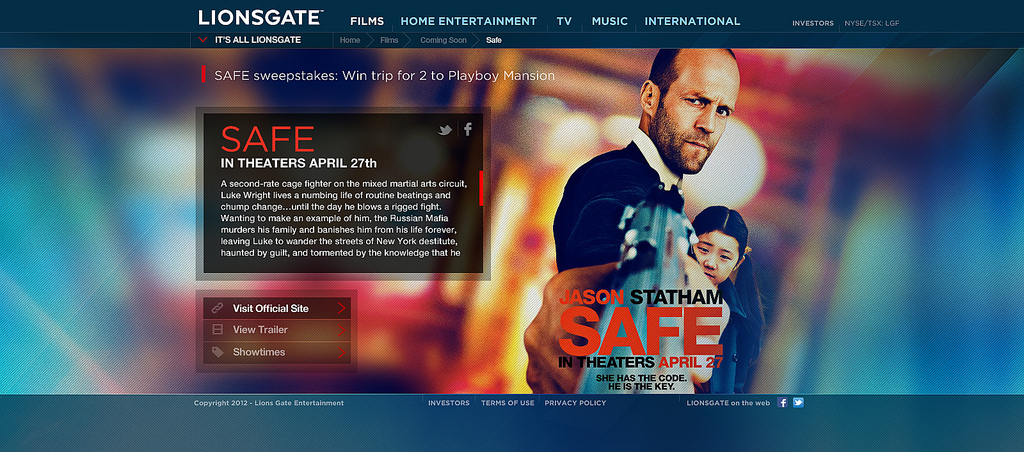 LIONSGATE™
FILMS
HOME ENTERTAINMENT
TV
MUSIC
INTERNATIONAL
INVESTORS
NYSE/TSX: LGF
IT'S ALL LIONSGATE
Home
Films
Coming Soon
Safe
SAFE sweepstakes: Win trip for 2 to Playboy Mansion
SAFE
IN THEATERS APRIL 27th
A second-rate cage fighter on the mixed martial arts circuit,
Luke Wright lives a numbing life of routine beatings and
chump change...until the day he blows a rigged fight.
Wanting to make an example of him, the Russian Mafia
murders his family and banishes him from his life forever,
leaving Luke to wander the streets of New York destitute,
haunted by guilt, and tormented by the knowledge that he
Visit Official Site
View Trailer
Showtimes
JASON STATHAM
SAFE
IN THEATERS APRIL 27
SHE HAS THE CODE.
HE IS THE KEY.
Copyright 2012 - Lions Gate Entertainment
INVESTORS
TERMS OF USE
PRIVACY POLICY
LIONSGATE on the web